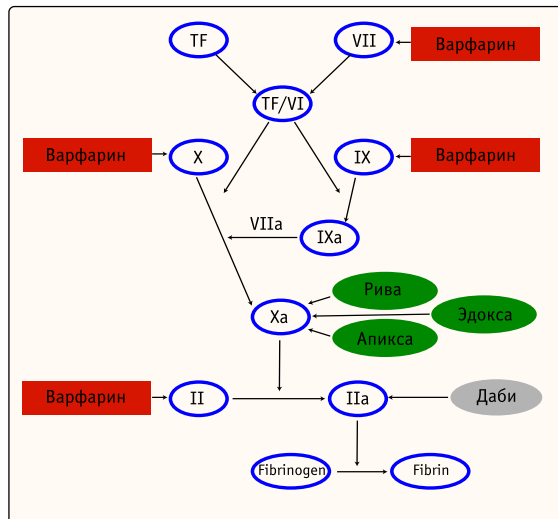 TF
VII
Варфарин
TF/VI
Варфарин
X
IX
Варфарин
VIIa
IXa
Рива
Xa
Эдокса
Апикса
Варфарин
II
IIa
Даби
Fibrinogen
Fibrin